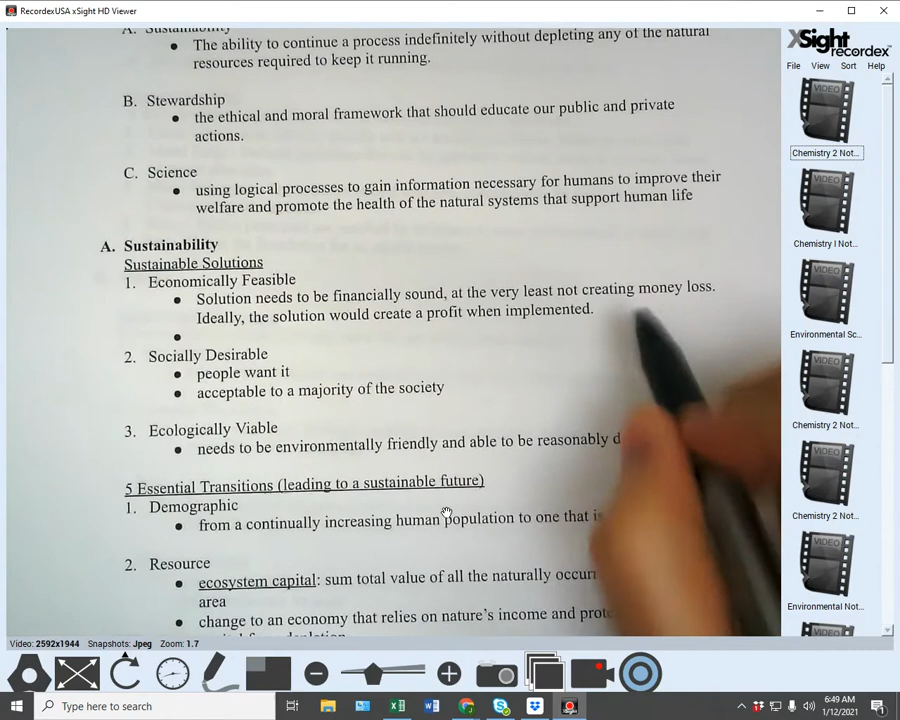 RecordexUSA xSight HD Viewer
A. Sustainability
• The ability to continue a process indefinitely without depleting any of the natural
resources required to keep it running.
B. Stewardship
• the ethical and moral framework that should educate our public and private
actions.
C. Science
• using logical processes to gain information necessary for humans to improve their
welfare and promote the health of the natural systems that support human life
A. Sustainability
Sustainable Solutions
1. Economically Feasible
• Solution needs to be financially sound, at the very least not creating money loss.
Ideally, the solution would create a profit when implemented.
•
2. Socially Desirable
• people want it
• acceptable to a majority of the society
3. Ecologically Viable
• needs to be environmentally friendly and able to be reasonably d
5 Essential Transitions (leading to a sustainable future)
1. Demographic
• from a continually increasing human population to one that is
2. Resource
• ecosystem capital: sum total value of all the naturally occurr
area
• change to an economy that relies on nature's income and prote
XSight
recordex
File View Sort Help
VIDEO
Chemistry 2 Not...
VIDEO
Chemistry I Not...
VIDEO
Environmental Sc...
VIDEO
Chemistry 2 Not...
VIDEO
Chemistry 2 Not...
VIDEO
Environmental Not...
VIDEO
Video: 2592x1944 Snapshots: Jpeg Zoom: 1.7
Type here to search
6:49 AM
1/12/2021
1